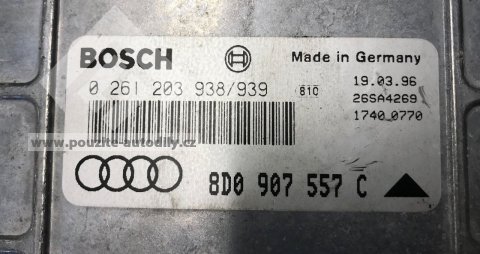 BOSCH Made in Germany
0 261 203 938/939 810 19.03.96
26SA4269
1740 0770
www.pouzite-autodily.cz
8D0 907 557 C